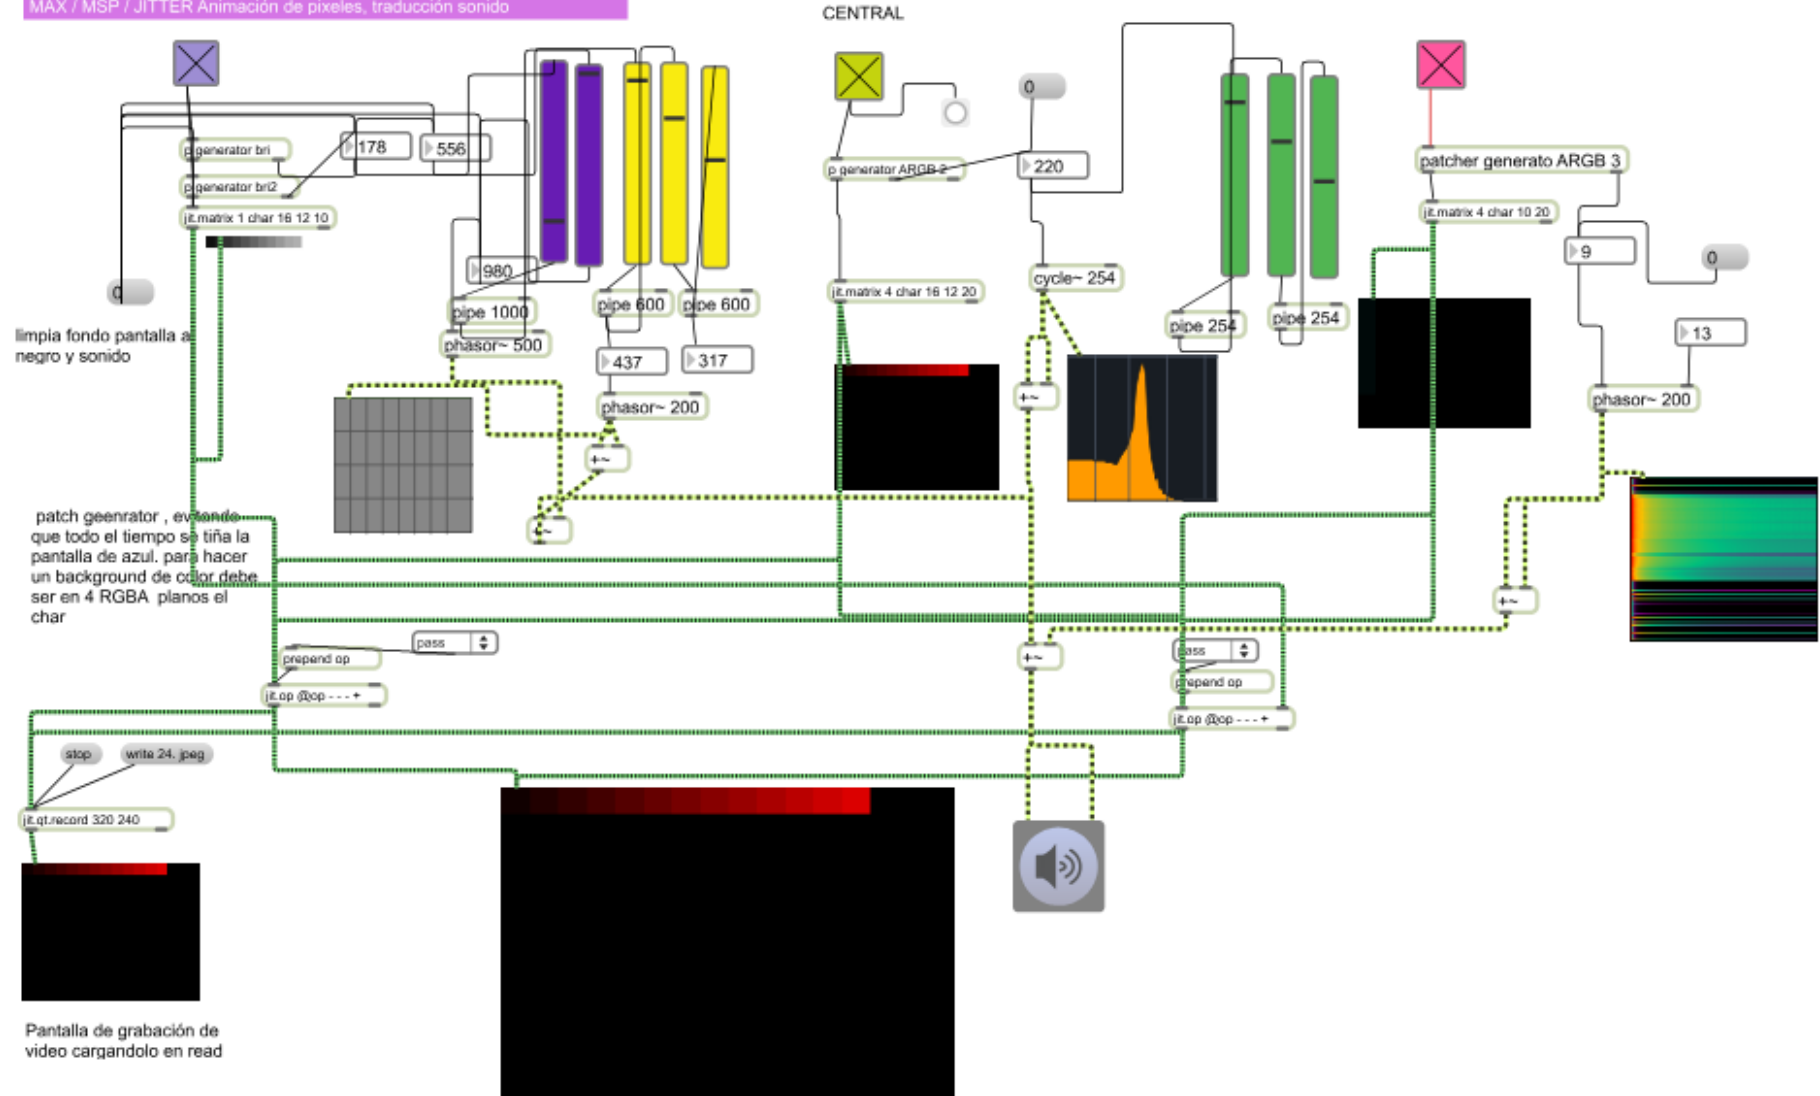 MAX / MSP / JITTER Animación de pixeles, traducción sonido
CENTRAL
p generator bri
178
556
p generator bri2
jit.matrix 1 char 16 12 10
0
limpia fondo pantalla a
negro y sonido
980
pipe 1000
phasor~ 500
pipe 600
pipe 600
437
317
phasor~ 200
+~
+~
p generator ARGB 2
0
220
jit.matrix 4 char 16 12 20
cycle~ 254
+~
pipe 254
pipe 254
patcher generato ARGB 3
jit.matrix 4 char 10 20
9
0
13
phasor~ 200
+~
patch geenrator , evitando
que todo el tiempo se tiña la
pantalla de azul. para hacer
un background de color debe
ser en 4 RGBA planos el
char
pass
prepend op
jit.op @op - - - +
+~
pass
prepend op
jit.op @op - - - +
stop
write 24. jpeg
jit.qt.record 320 240
Pantalla de grabación de
video cargandolo en read